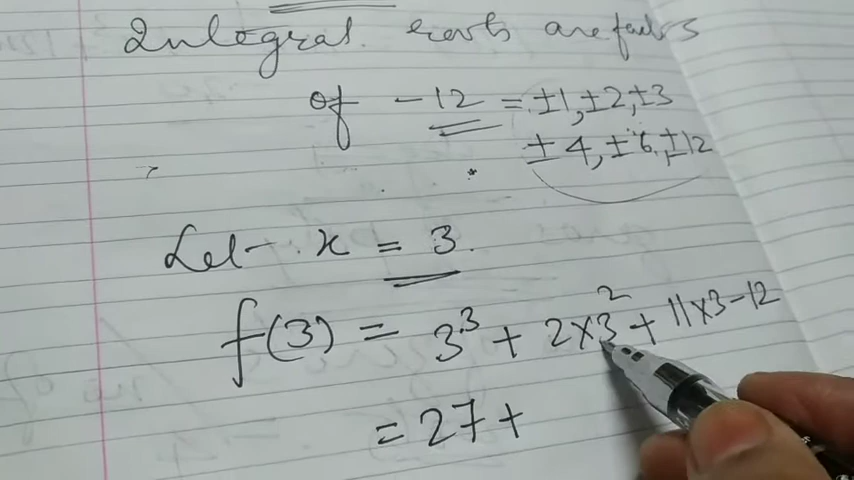 Integral roots are factors
of -12 = ±1, ±2, ±3
±4, ±6, ±12
Let x = 3.
f(3) = 3³ + 2×3² + 11×3-12
= 27 +